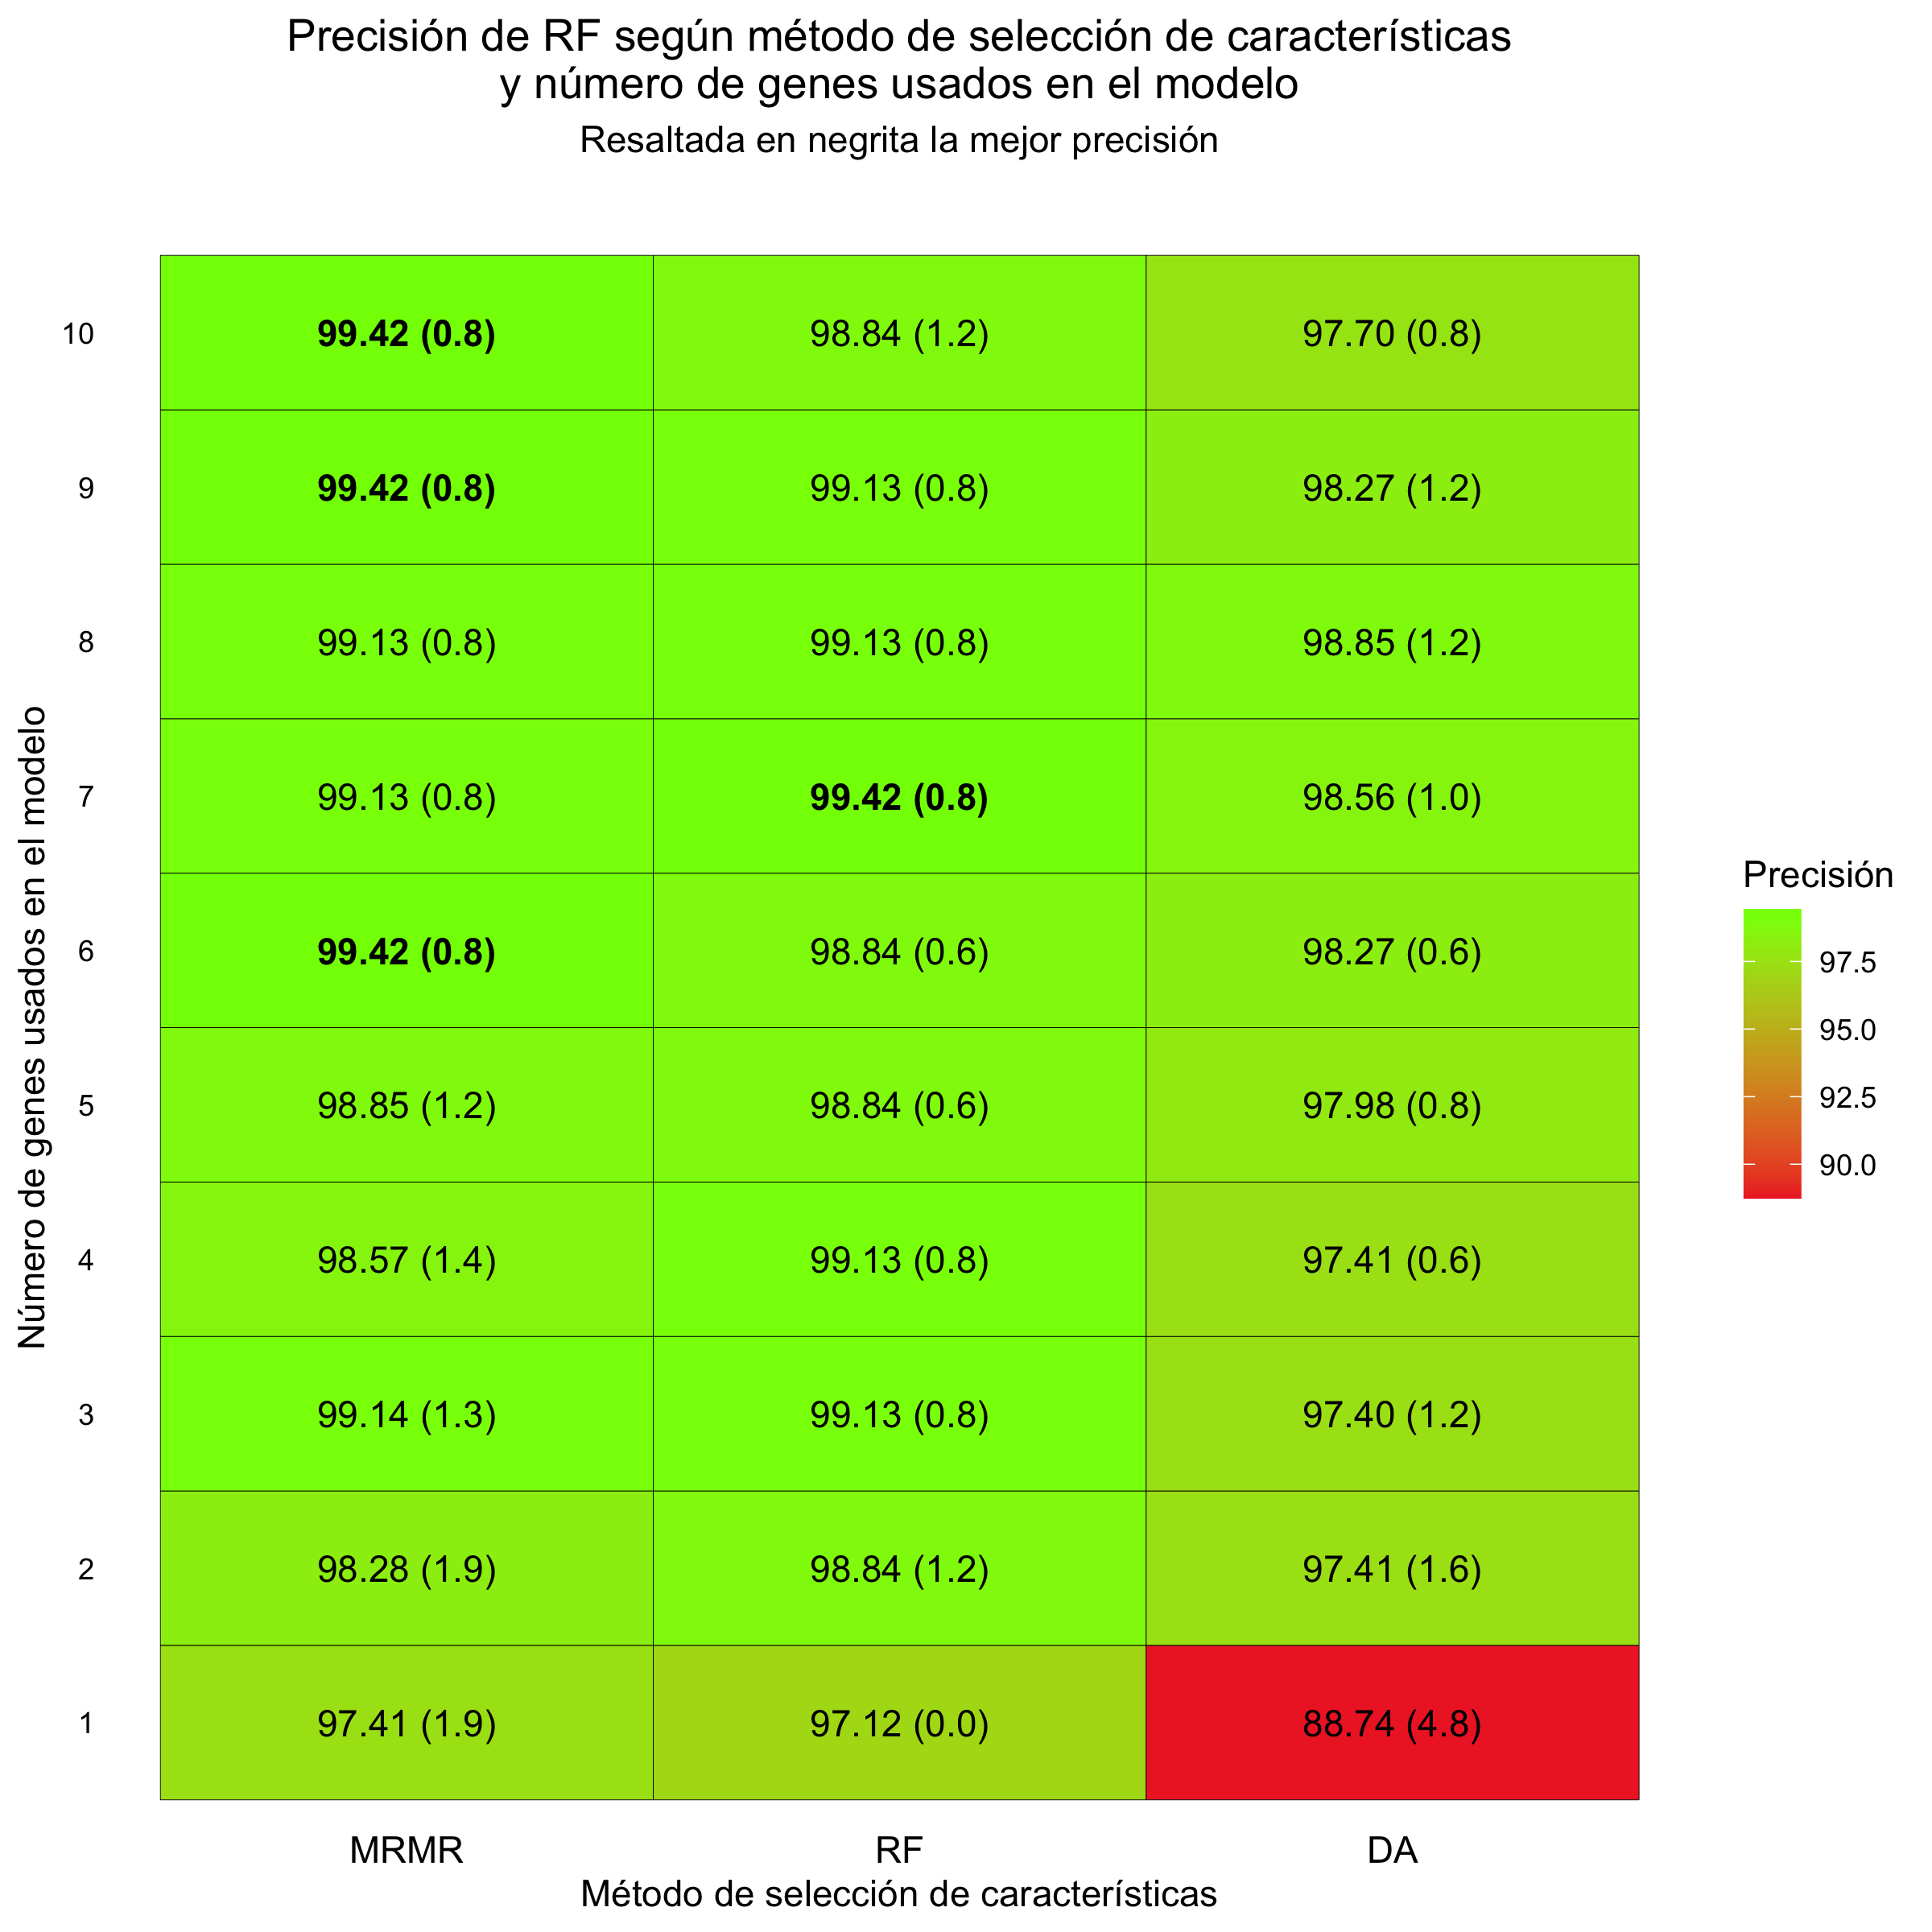 Precisión de RF según método de selección de características
y número de genes usados en el modelo
Resaltada en negrita la mejor precisión
Número de genes usados en el modelo
10 99.42 (0.8) 98.84 (1.2) 97.70 (0.8)
9 99.42 (0.8) 99.13 (0.8) 98.27 (1.2)
8 99.13 (0.8) 99.13 (0.8) 98.85 (1.2)
7 99.13 (0.8) 99.42 (0.8) 98.56 (1.0)
6 99.42 (0.8) 98.84 (0.6) 98.27 (0.6)
5 98.85 (1.2) 98.84 (0.6) 97.98 (0.8)
4 98.57 (1.4) 99.13 (0.8) 97.41 (0.6)
3 99.14 (1.3) 99.13 (0.8) 97.40 (1.2)
2 98.28 (1.9) 98.84 (1.2) 97.41 (1.6)
1 97.41 (1.9) 97.12 (0.0) 88.74 (4.8)
MRMR RF DA
Método de selección de características
Precisión
97.5
95.0
92.5
90.0